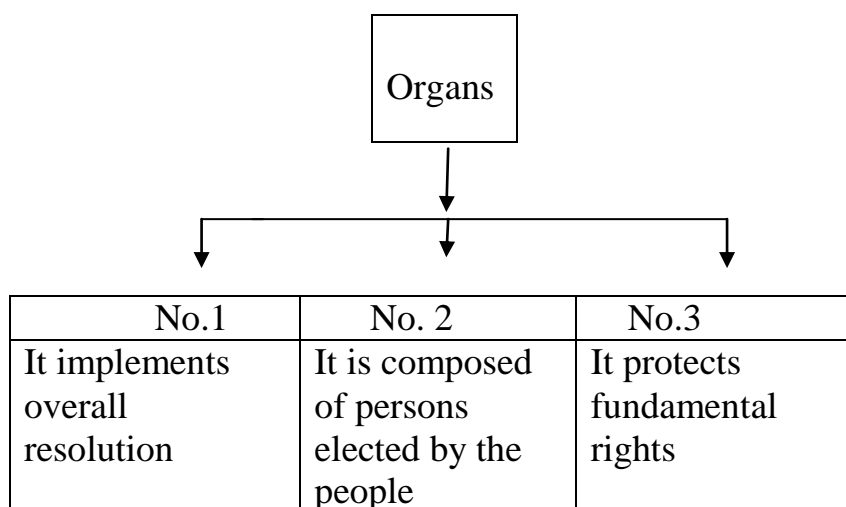 Organs
No.1
No. 2
No.3
It implements
overall
resolution
It is composed
of persons
elected by the
people
It protects
fundamental
rights